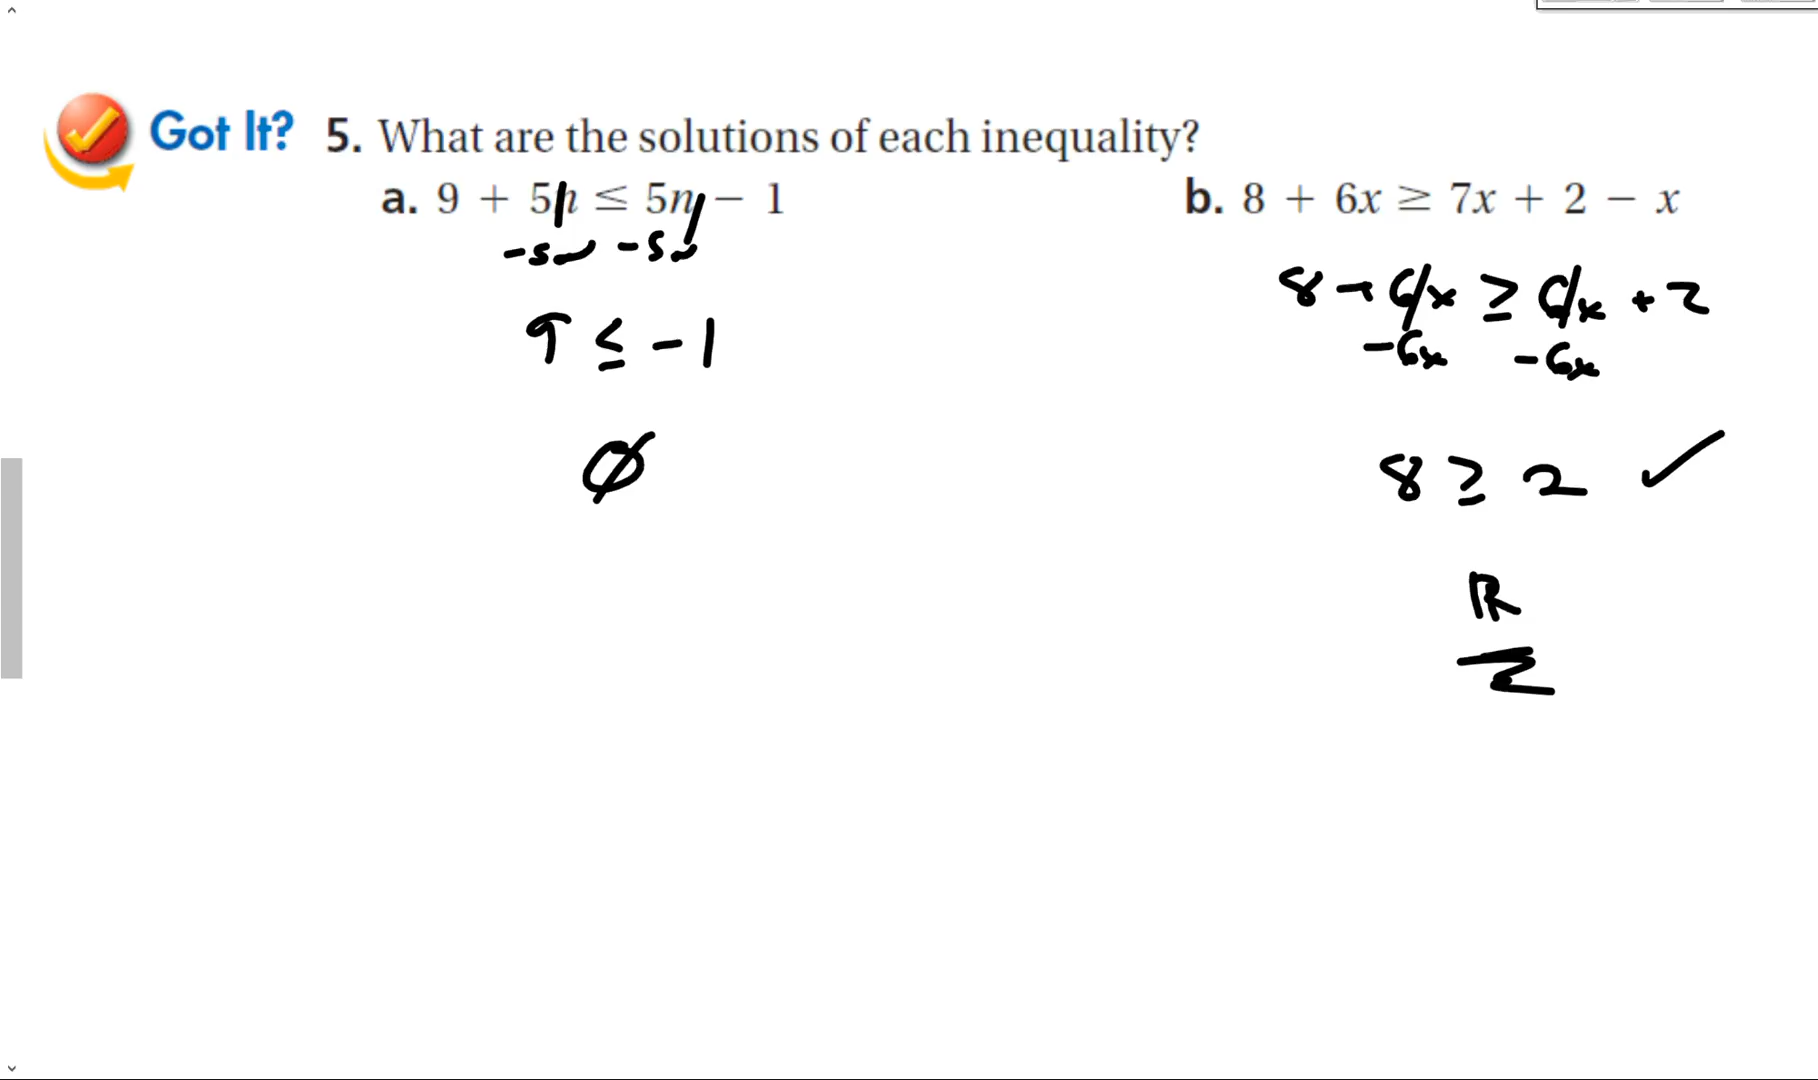 Got It? 5. What are the solutions of each inequality?
a. 9 + 5n ≤ 5n − 1
b. 8 + 6x ≥ 7x + 2 − x
-5n -5n
9 ≤ -1
∅
8 + 6x ≥ 6x + 2
-6x -6x
8 ≥ 2 ✓
ℝ